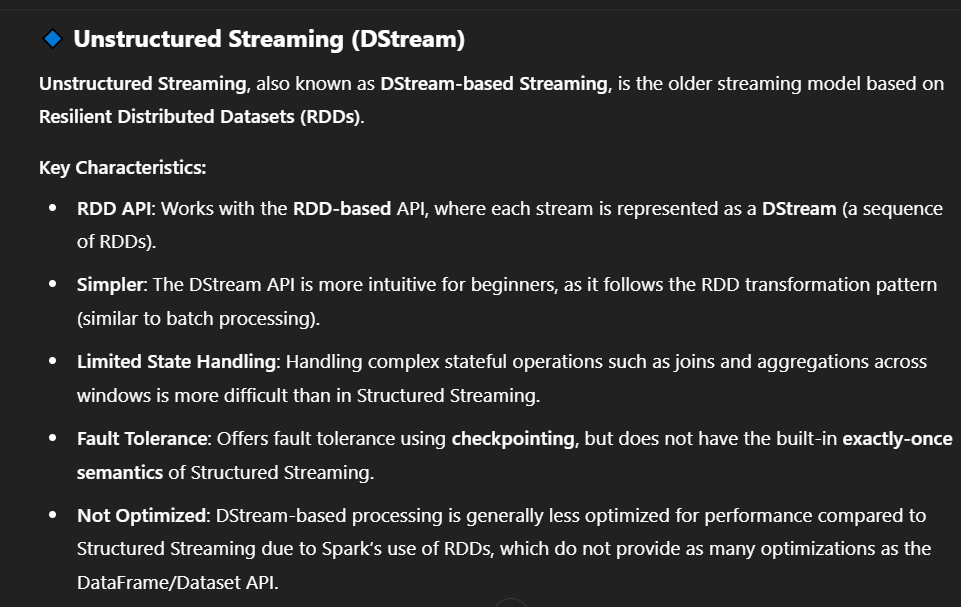 Unstructured Streaming (DStream)
Unstructured Streaming, also known as DStream-based Streaming, is the older streaming model based on
Resilient Distributed Datasets (RDDs).
Key Characteristics:
• RDD API: Works with the RDD-based API, where each stream is represented as a DStream (a sequence
of RDDs).
• Simpler: The DStream API is more intuitive for beginners, as it follows the RDD transformation pattern
(similar to batch processing).
• Limited State Handling: Handling complex stateful operations such as joins and aggregations across
windows is more difficult than in Structured Streaming.
• Fault Tolerance: Offers fault tolerance using checkpointing, but does not have the built-in exactly-once
semantics of Structured Streaming.
• Not Optimized: DStream-based processing is generally less optimized for performance compared to
Structured Streaming due to Spark’s use of RDDs, which do not provide as many optimizations as the
DataFrame/Dataset API.